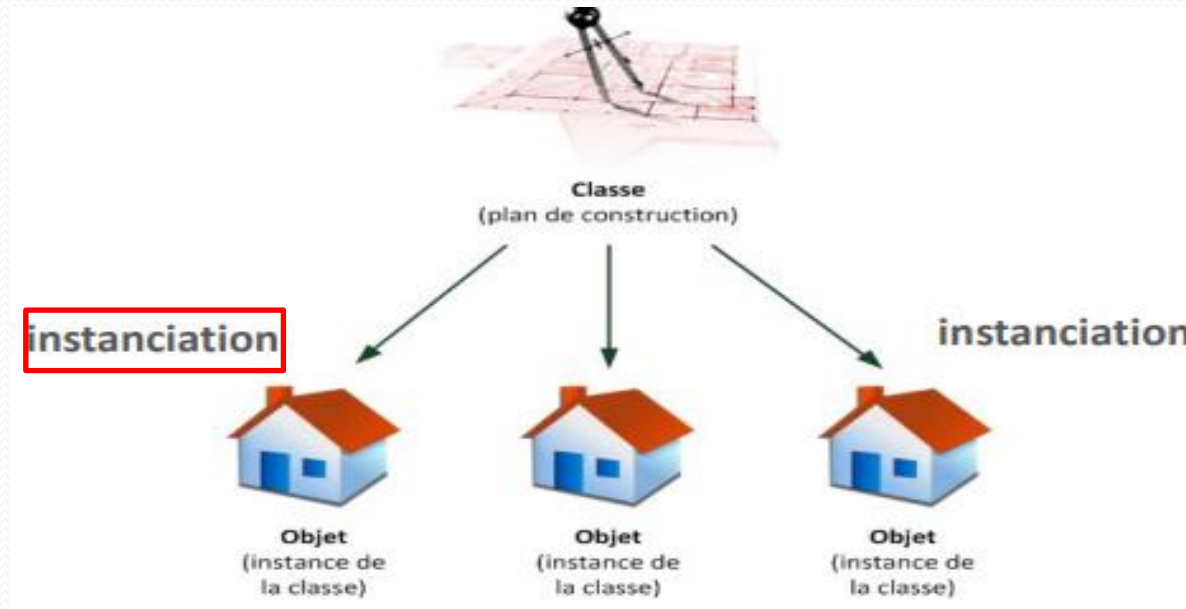 Classe
(plan de construction)
instanciation
instanciation
Objet
(instance de
la classe)
Objet
(instance de
la classe)
Objet
(instance de
la classe)